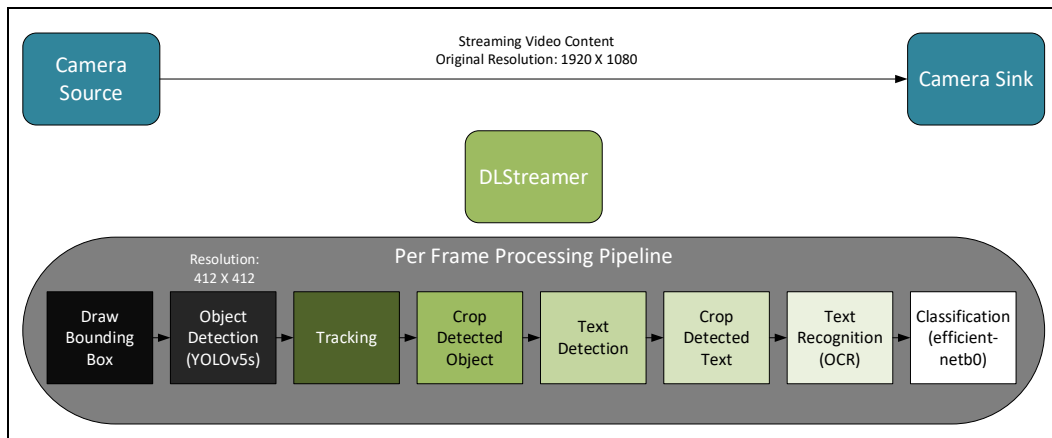 Streaming Video Content
Original Resolution: 1920 X 1080
Camera
Source
Camera Sink
DLStreamer
Per Frame Processing Pipeline
Resolution:
412 X 412
Draw
Bounding
Box
Object
Detection
(YOLOv5s)
Tracking
Crop
Detected
Object
Text
Detection
Crop
Detected
Text
Text
Recognition
(OCR)
Classification
(efficient-
netb0)